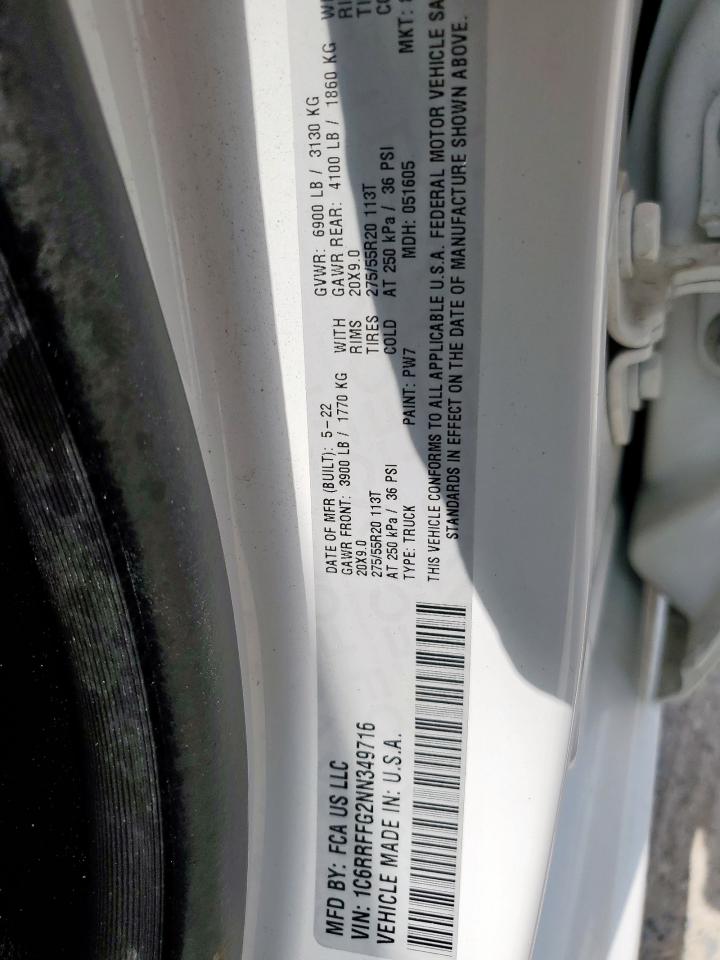 MFD BY: FCA US LLC
VIN: 1C6RRFFG2NN349716
VEHICLE MADE IN: U.S.A.
DATE OF MFR (BUILT): 5-22
GVWR: 6900 LB / 3130 KG
GAWR FRONT: 3900 LB / 1770 KG WITH GAWR REAR: 4100 LB / 1860 KG
20X9.0 RIMS 20X9.0
275/55R20 113T TIRES 275/55R20 113T
AT 250 kPa / 36 PSI COLD AT 250 kPa / 36 PSI
TYPE: TRUCK PAINT: PW7 MDH: 051605 MKT:
THIS VEHICLE CONFORMS TO ALL APPLICABLE U.S.A. FEDERAL MOTOR VEHICLE
STANDARDS IN EFFECT ON THE DATE OF MANUFACTURE SHOWN ABOVE.